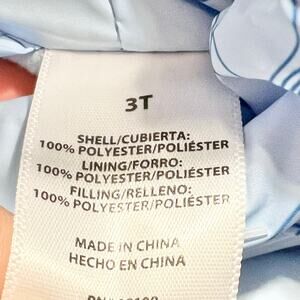 3T
SHELL/CUBIERTA:
100% POLYESTER/POLIÉSTER
LINING/FORRO:
100% POLYESTER/POLIÉSTER
FILLING/RELLENO:
100% POLYESTER/POLIÉSTER
MADE IN CHINA
HECHO EN CHINA